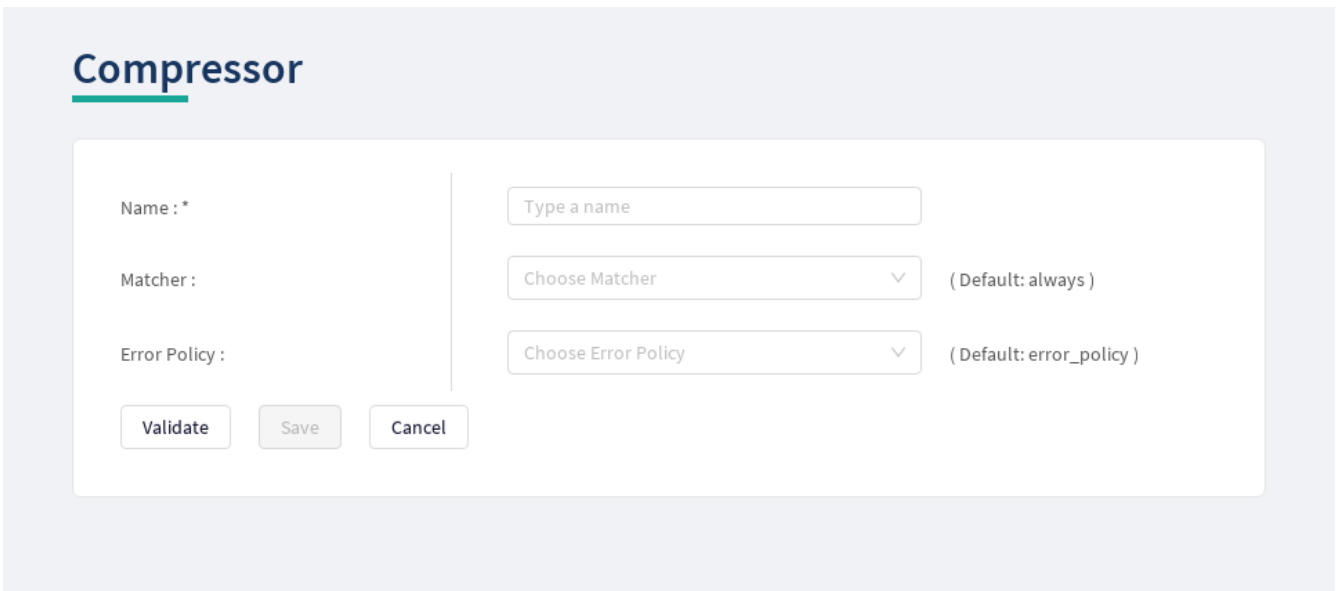 Compressor
Name : * Type a name
Matcher : Choose Matcher ( Default: always )
Error Policy : Choose Error Policy ( Default: error_policy )
Validate Save Cancel